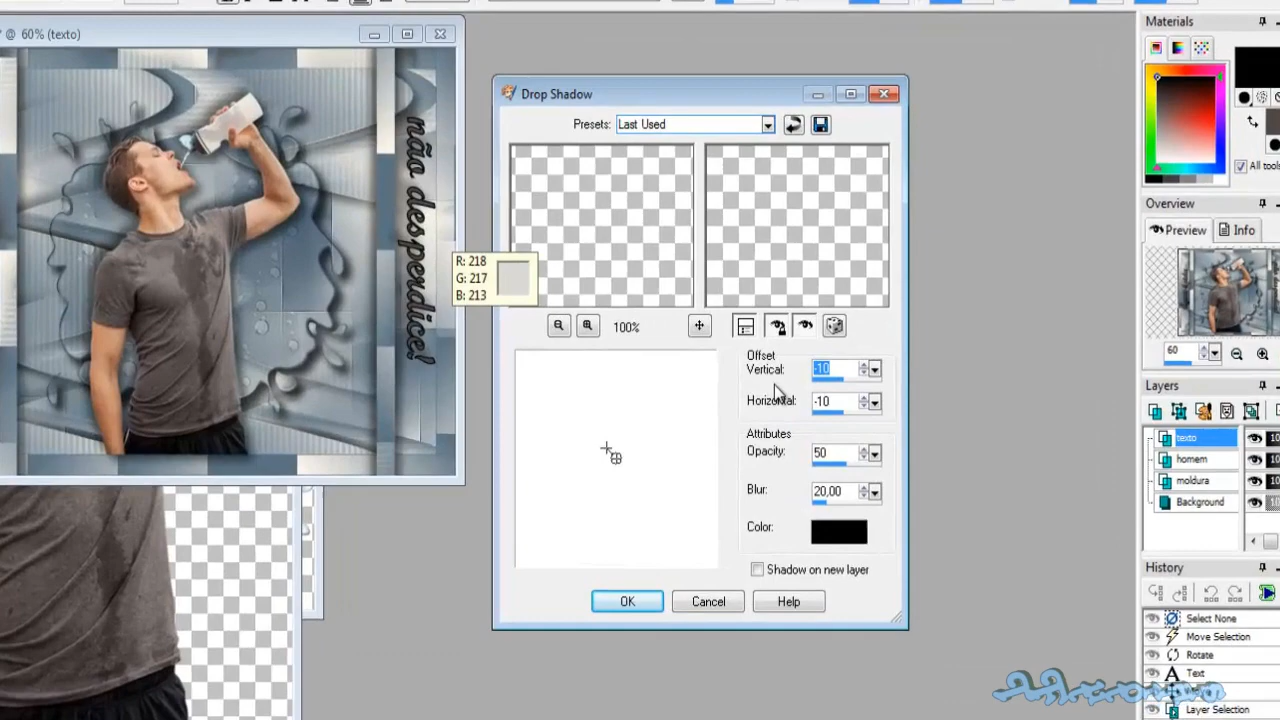 @ 60% (texto)
Materials
Drop Shadow
Presets: Last Used
All tools
não desperdice!
Overview
Preview
Info
R: 218
G: 217
B: 213
100%
60
Offset
Vertical: -10
Horizontal: -10
Layers
texto
homem
moldura
Background
Attributes
Opacity: 50
Blur: 20,00
Color:
Shadow on new layer
OK
Cancel
Help
History
Select None
Move Selection
Rotate
Text
Layer Selection